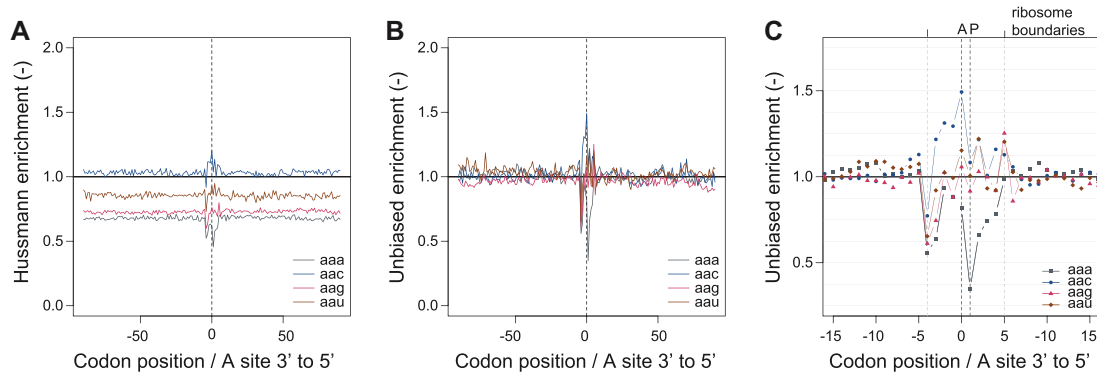 A
Hussmann enrichment (-)
2.0
1.5
1.0
0.5
0.0
-50
0
50
aaa
aac
aag
aau
Codon position / A site 3’ to 5’
B
Unbiased enrichment (-)
2.0
1.5
1.0
0.5
0.0
-50
0
50
aaa
aac
aag
aau
Codon position / A site 3’ to 5’
C
A P
ribosome
boundaries
Unbiased enrichment (-)
1.5
1.0
0.5
-15
-10
-5
0
5
-10
15
aaa
aac
aag
aau
Codon position / A site 3’ to 5’